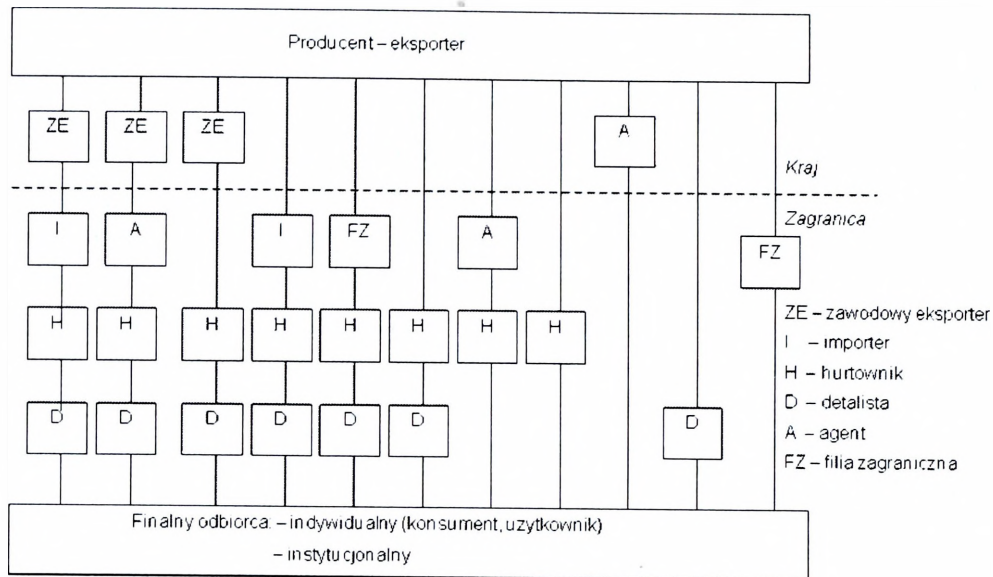 Producent – eksporter
ZE ZE ZE A
Kraj
Zagranica
I A I FZ A FZ
H H H H H H H H
D D D D D D D
ZE – zawodowy eksporter
I – importer
H – hurtownik
D – detalista
A – agent
FZ – filia zagraniczna
Finalny odbiorca: – indywidualny (konsument, uzytkownik)
– instytucjonalny